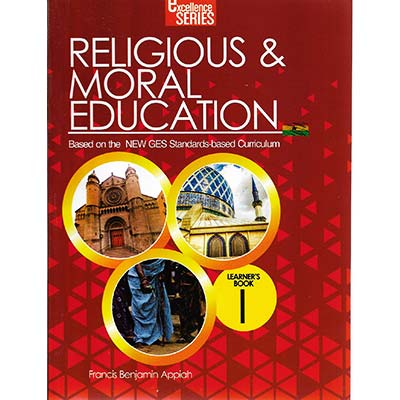 excellence
SERIES
RELIGIOUS &
MORAL
EDUCATION
Based on the NEW GES Standards-based Curriculum
LEARNER'S
BOOK
1
Francis Benjamin Appiah